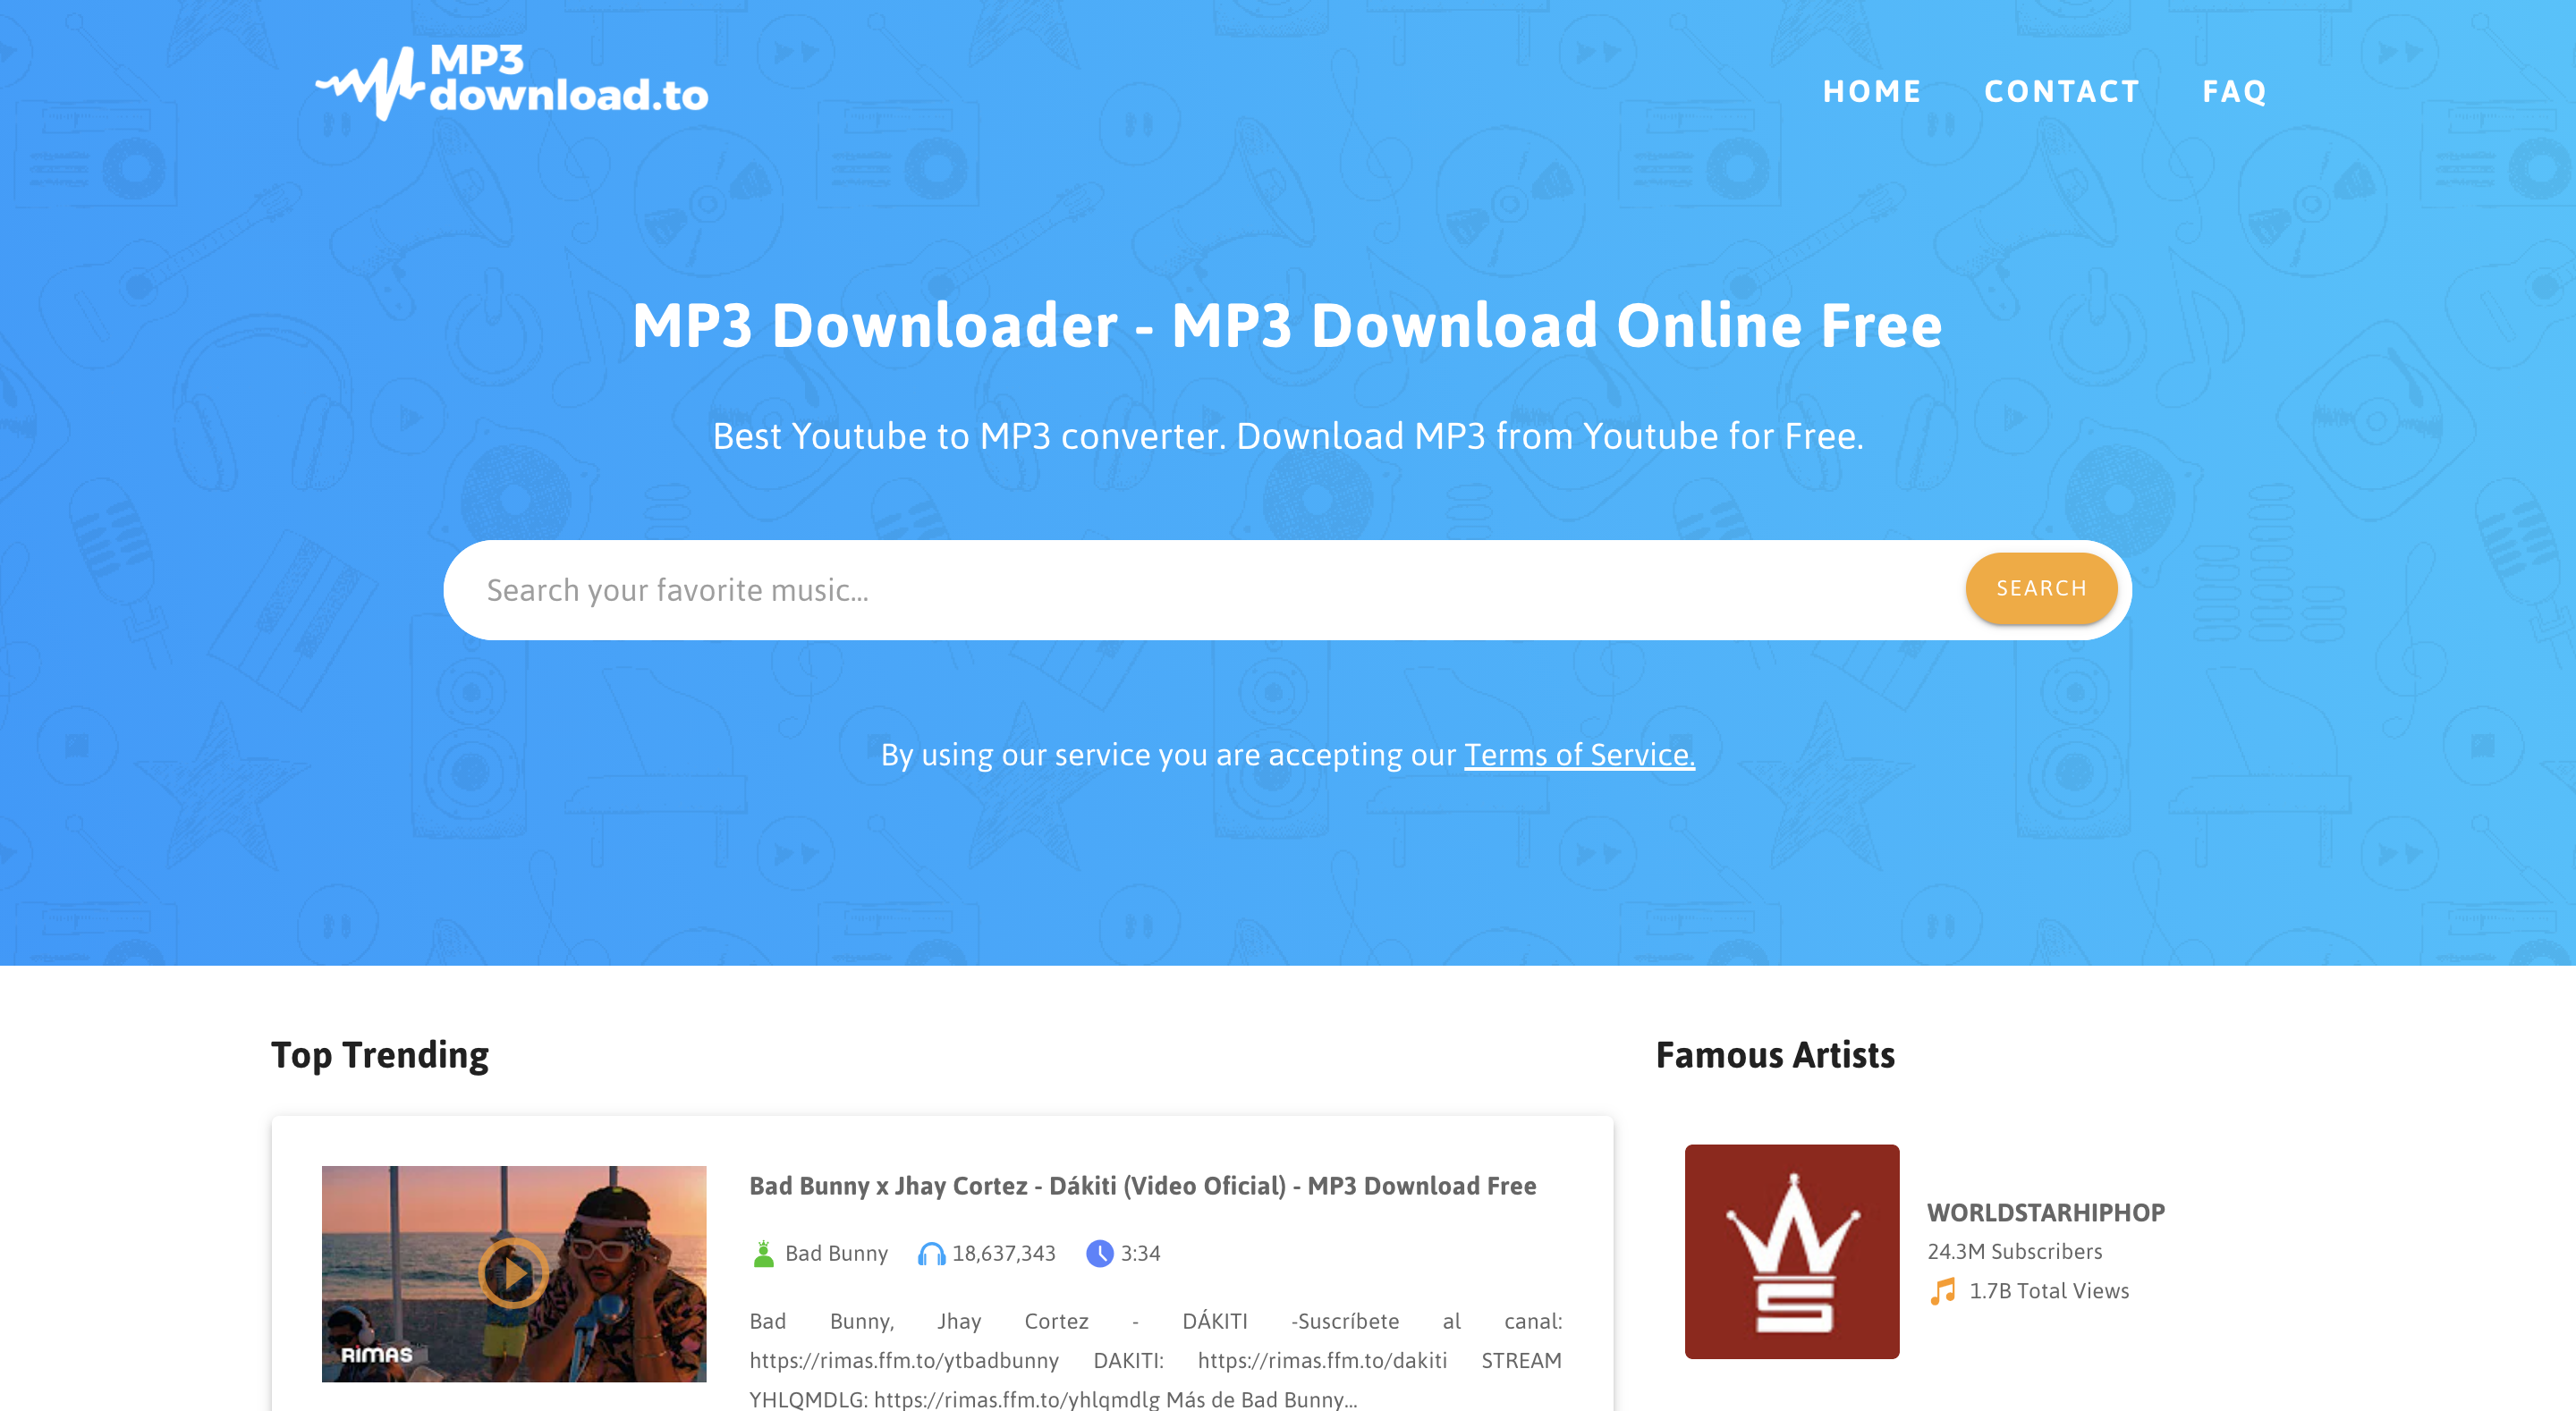 MP3
download.to
HOME CONTACT FAQ
MP3 Downloader - MP3 Download Online Free
Best Youtube to MP3 converter. Download MP3 from Youtube for Free.
Search your favorite music...
SEARCH
By using our service you are accepting our Terms of Service.
Top Trending
Bad Bunny x Jhay Cortez - Dákiti (Video Oficial) - MP3 Download Free
Bad Bunny 18,637,343 3:34
Bad Bunny, Jhay Cortez - DÁKITI -Suscríbete al canal:
https://rimas.ffm.to/ytbadbunny DAKITI: https://rimas.ffm.to/dakiti STREAM
YHLQMDLG: https://rimas.ffm.to/yhlqmdlg Más de Bad Bunny...
RIMAS
Famous Artists
WS
WORLDSTARHIPHOP
24.3M Subscribers
1.7B Total Views